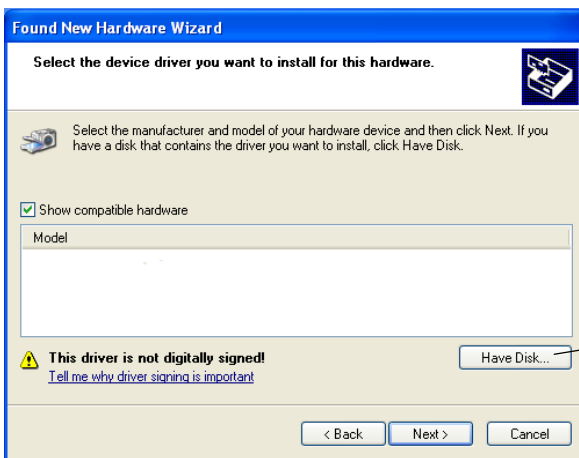 Found New Hardware Wizard
Select the device driver you want to install for this hardware.
Select the manufacturer and model of your hardware device and then click Next. If you
have a disk that contains the driver you want to install, click Have Disk.
Show compatible hardware
Model
This driver is not digitally signed!
Tell me why driver signing is important
Have Disk...
< Back
Next >
Cancel